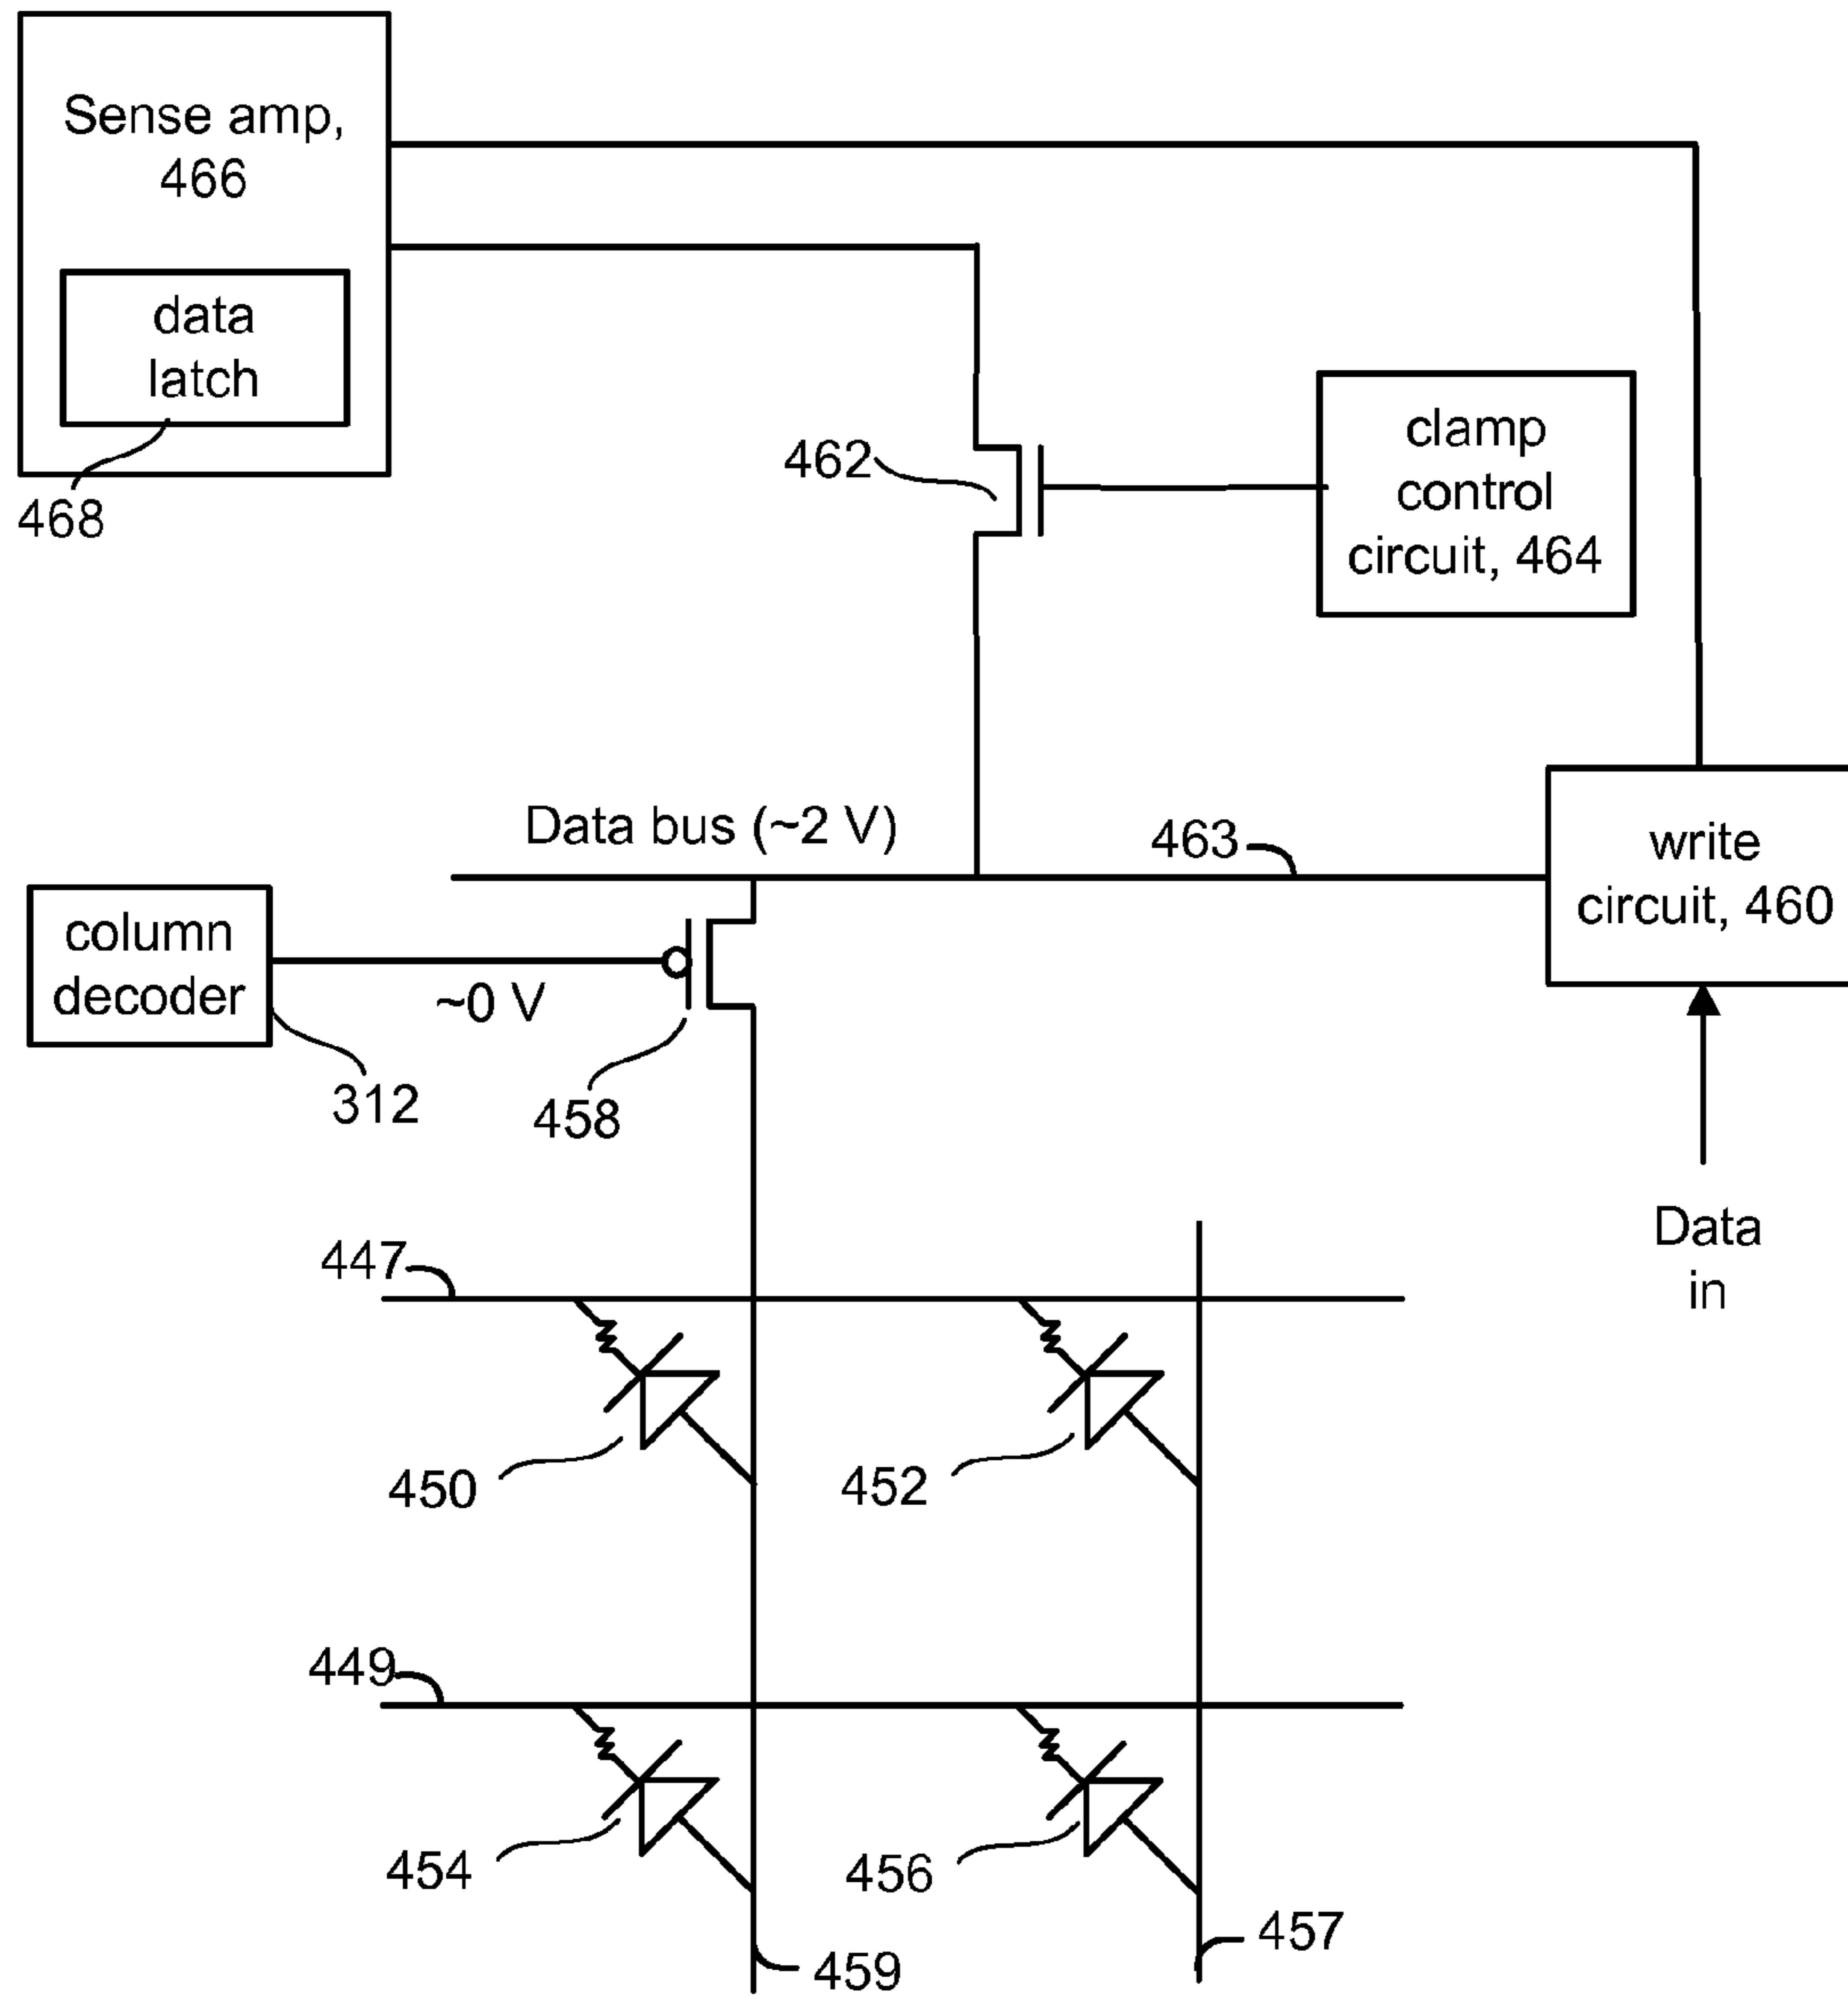 Sense amp,
466
data
latch
468
462
clamp
control
circuit, 464
Data bus (~2 V)
463
write
circuit, 460
column
decoder
~0 V
312
458
Data
in
447
450
452
449
454
456
457
459